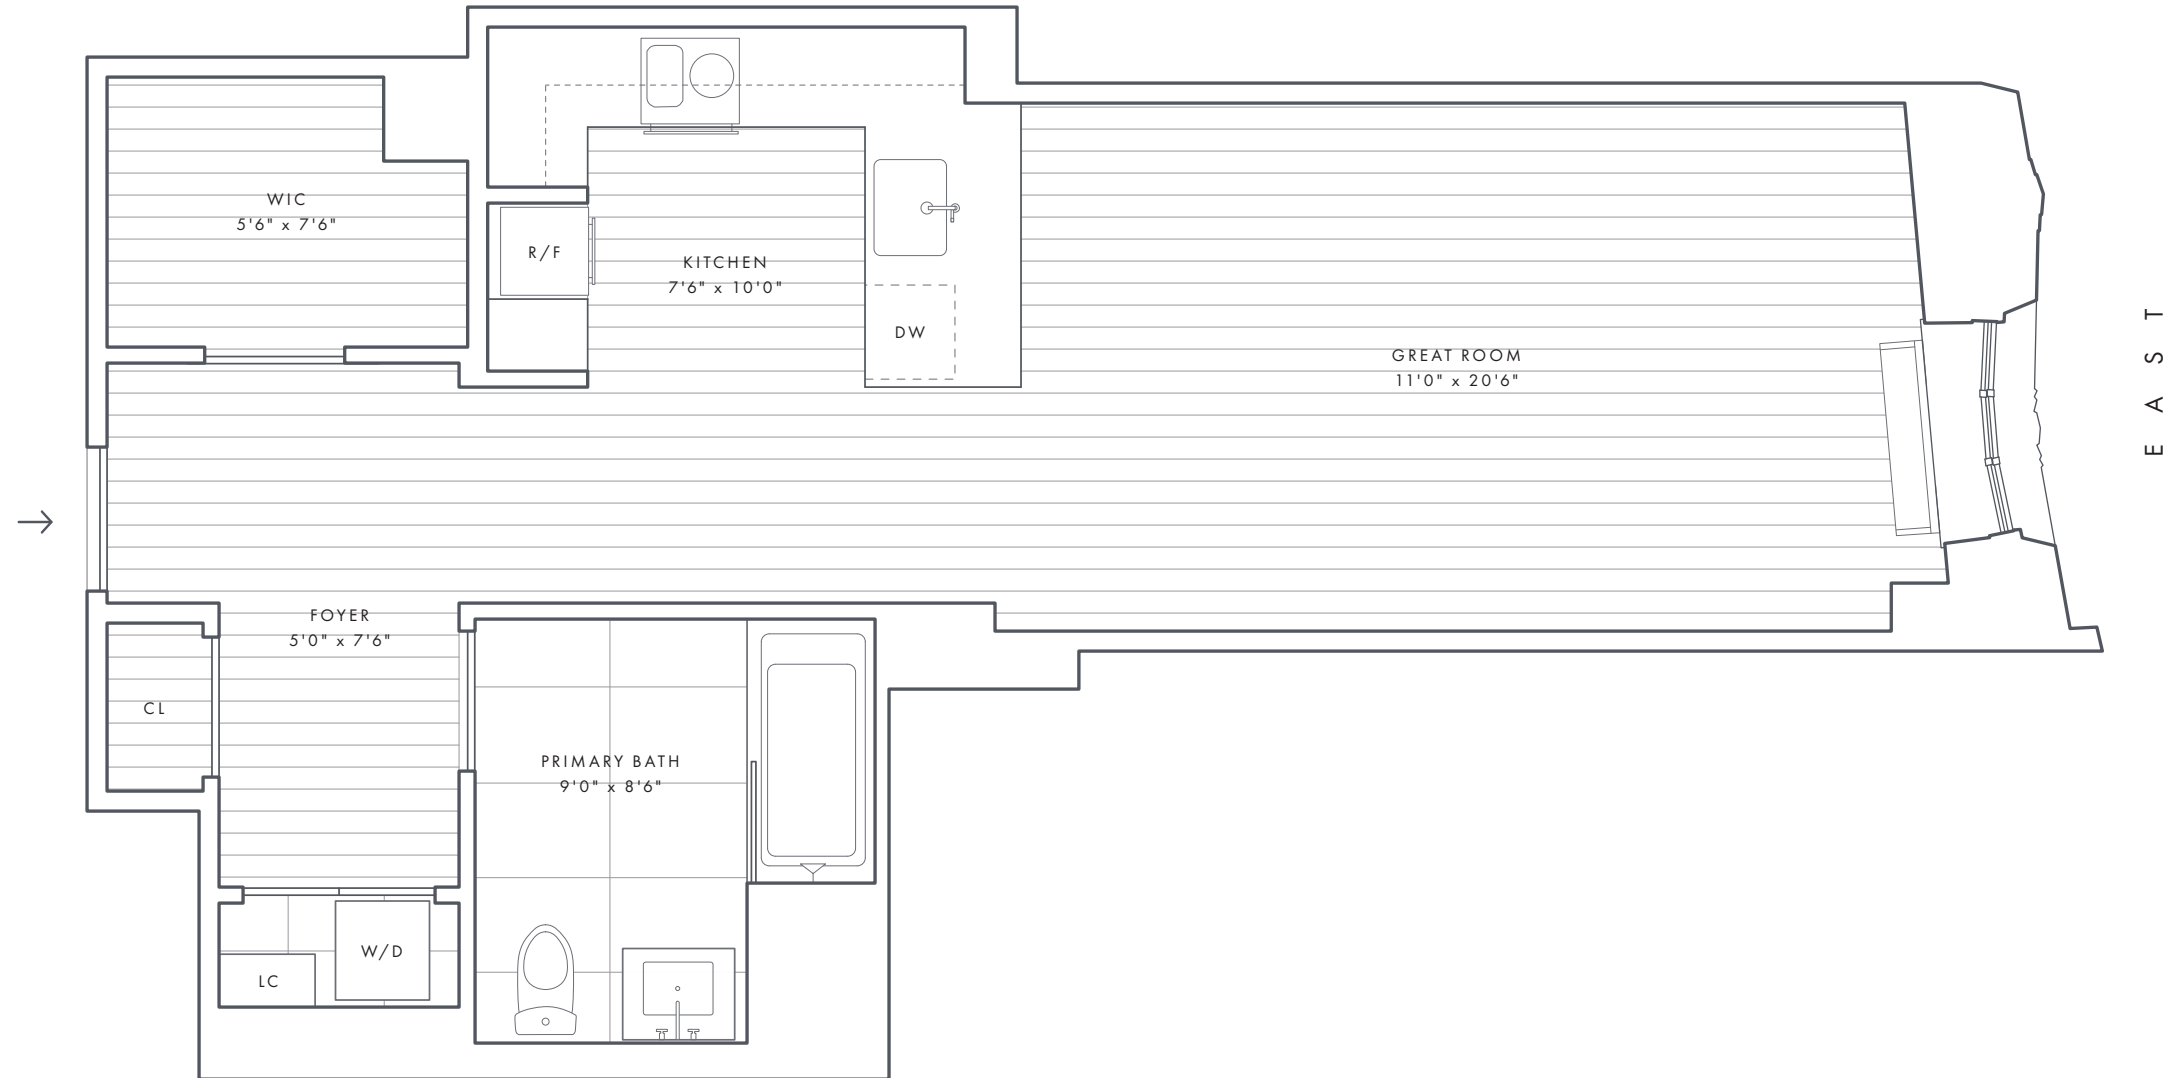 WIC
5'6" x 7'6"
R/F
KITCHEN
7'6" x 10'0"
DW
GREAT ROOM
11'0" x 20'6"
EAST
FOYER
5'0" x 7'6"
CL
PRIMARY BATH
9'0" x 8'6"
W/D
LC